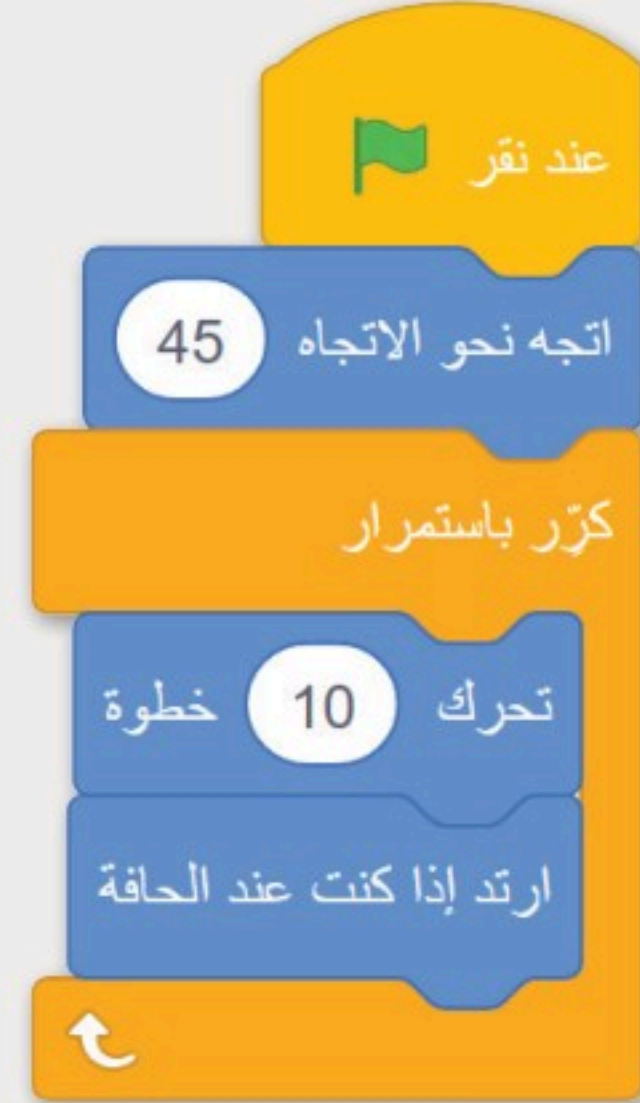 عند نقر
اتجه نحو الاتجاه 45
كرّر باستمرار
تحرك 10 خطوة
ارتد إذا كنت عند الحافة